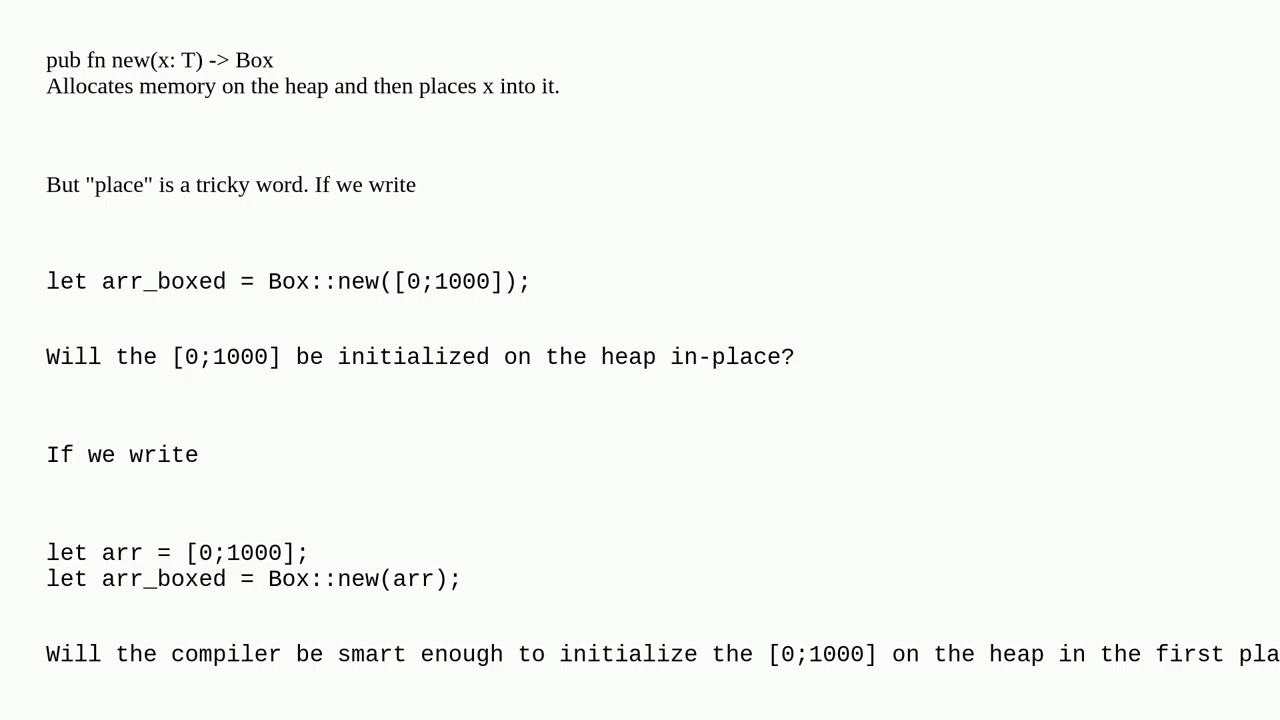 pub fn new(x: T) -> Box
Allocates memory on the heap and then places x into it.
But "place" is a tricky word. If we write
let arr_boxed = Box::new([0;1000]);
Will the [0;1000] be initialized on the heap in-place?
If we write
let arr = [0;1000];
let arr_boxed = Box::new(arr);
Will the compiler be smart enough to initialize the [0;1000] on the heap in the first